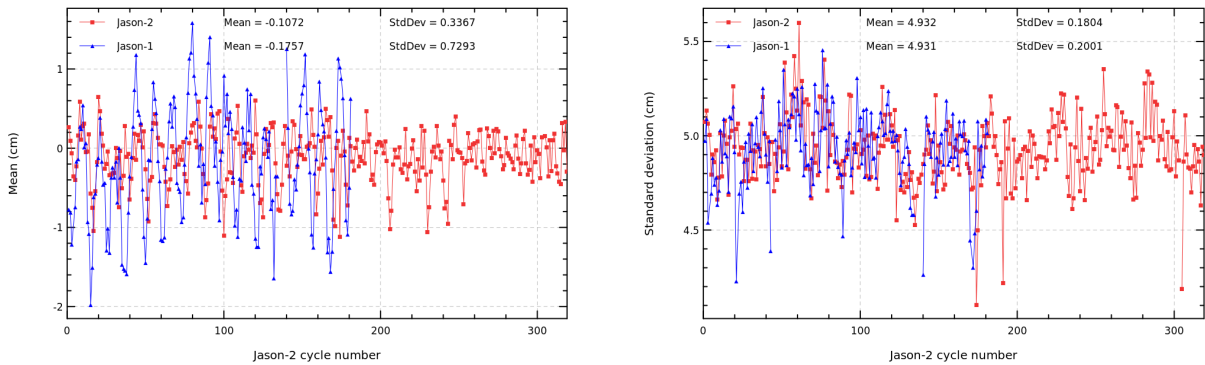 Jason-2 Mean = -0.1072 StdDev = 0.3367
Jason-1 Mean = -0.1757 StdDev = 0.7293
1
0
-1
-2
Mean (cm)
0 100 200 300
Jason-2 cycle number
Jason-2 Mean = 4.932 StdDev = 0.1804
Jason-1 Mean = 4.931 StdDev = 0.2001
5.5
5.0
4.5
Standard deviation (cm)
0 100 200 300
Jason-2 cycle number